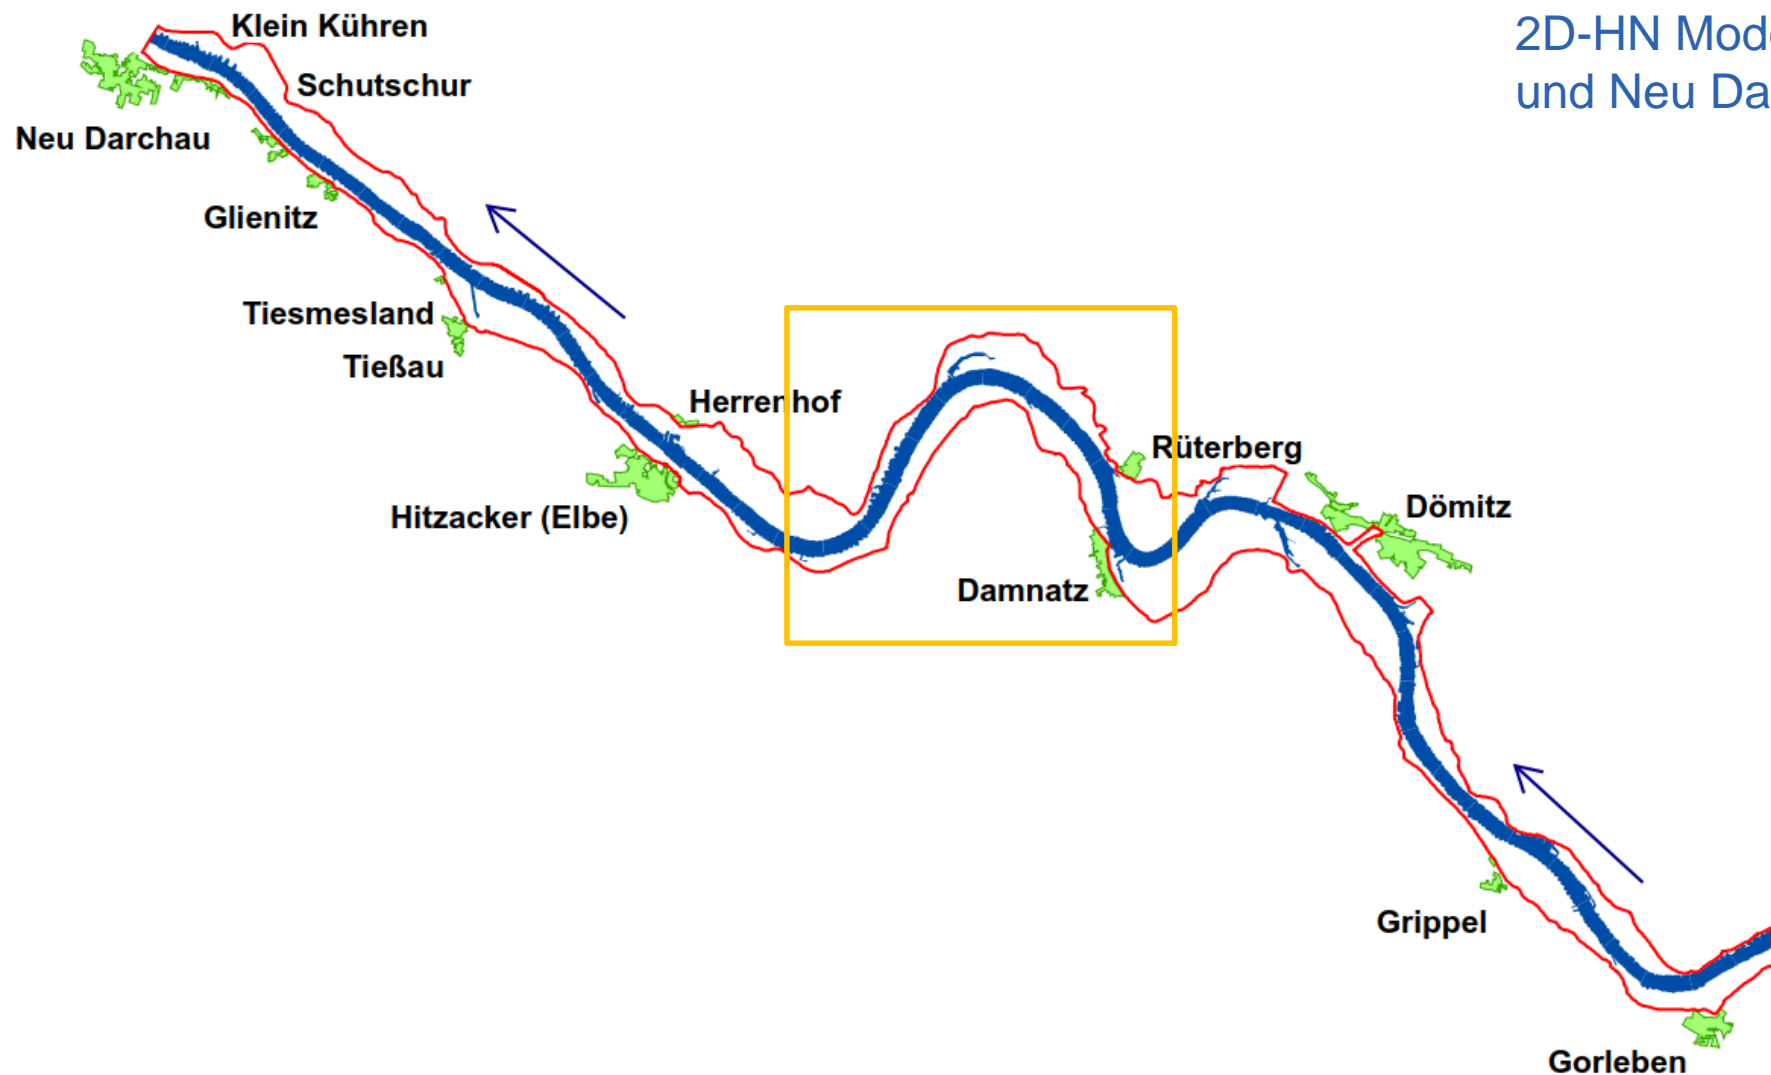 2D-HN Mod
und Neu Da
Klein Kühren
Schutschur
Neu Darchau
Glienitz
Tiesmesland
Tießau
Herrenhof
Hitzacker (Elbe)
Rüterberg
Dömitz
Damnatz
Grippel
Gorleben